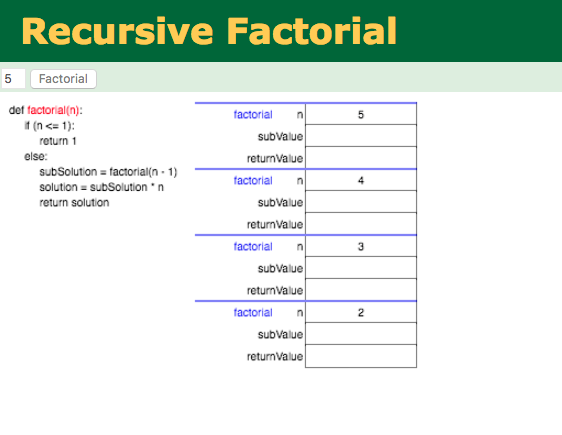 Recursive Factorial
5 Factorial
def factorial(n):
if (n <= 1):
return 1
else:
subSolution = factorial(n - 1)
solution = subSolution * n
return solution
factorial n 5
subValue
returnValue
factorial n 4
subValue
returnValue
factorial n 3
subValue
returnValue
factorial n 2
subValue
returnValue